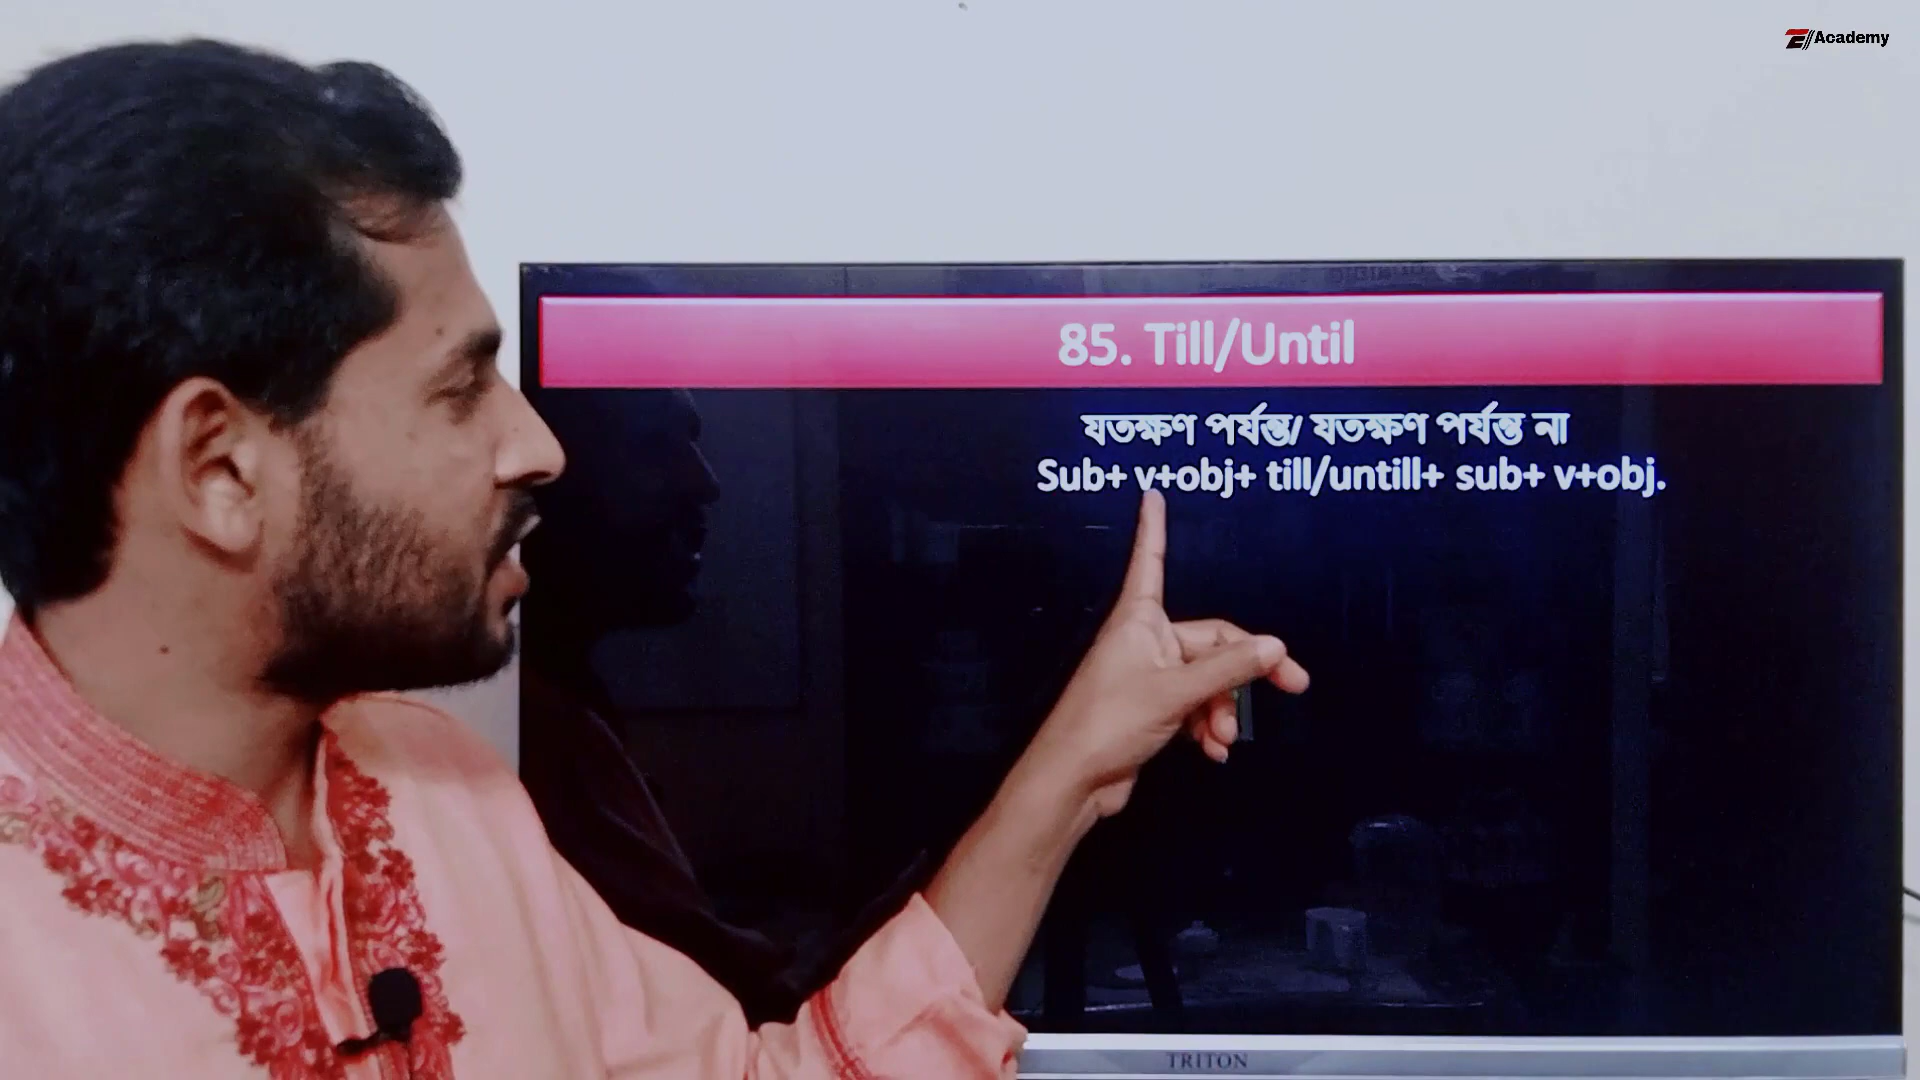 Academy
85. Till/Until
যতক্ষণ পর্যন্ত/ যতক্ষণ পর্যন্ত না
Sub+ v+obj+ till/untill+ sub+ v+obj.
TRITON